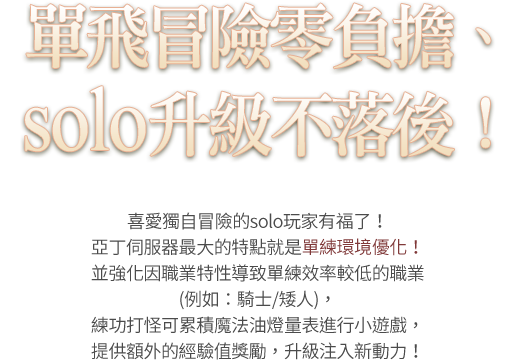 單飛冒險零負擔、
solo升級不落後！
喜愛獨自冒險的solo玩家有福了！
亞丁伺服器最大的特點就是單練環境優化！
並強化因職業特性導致單練效率較低的職業
(例如：騎士/矮人)，
練功打怪可累積魔法油燈量表進行小遊戲，
提供額外的經驗值獎勵，升級注入新動力！